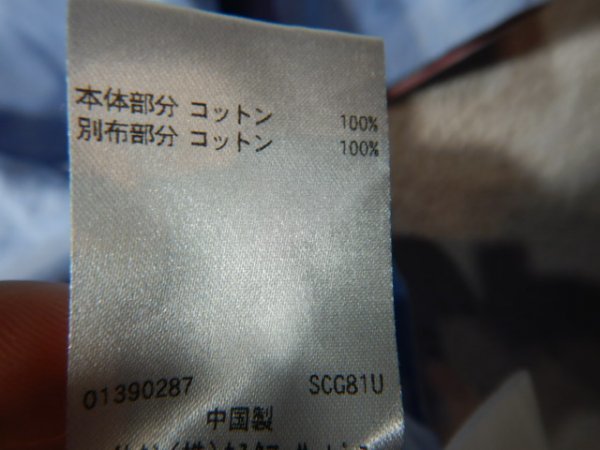 本体部分 コットン 100%
別布部分 コットン 100%
01390287 SCG81U
中国製